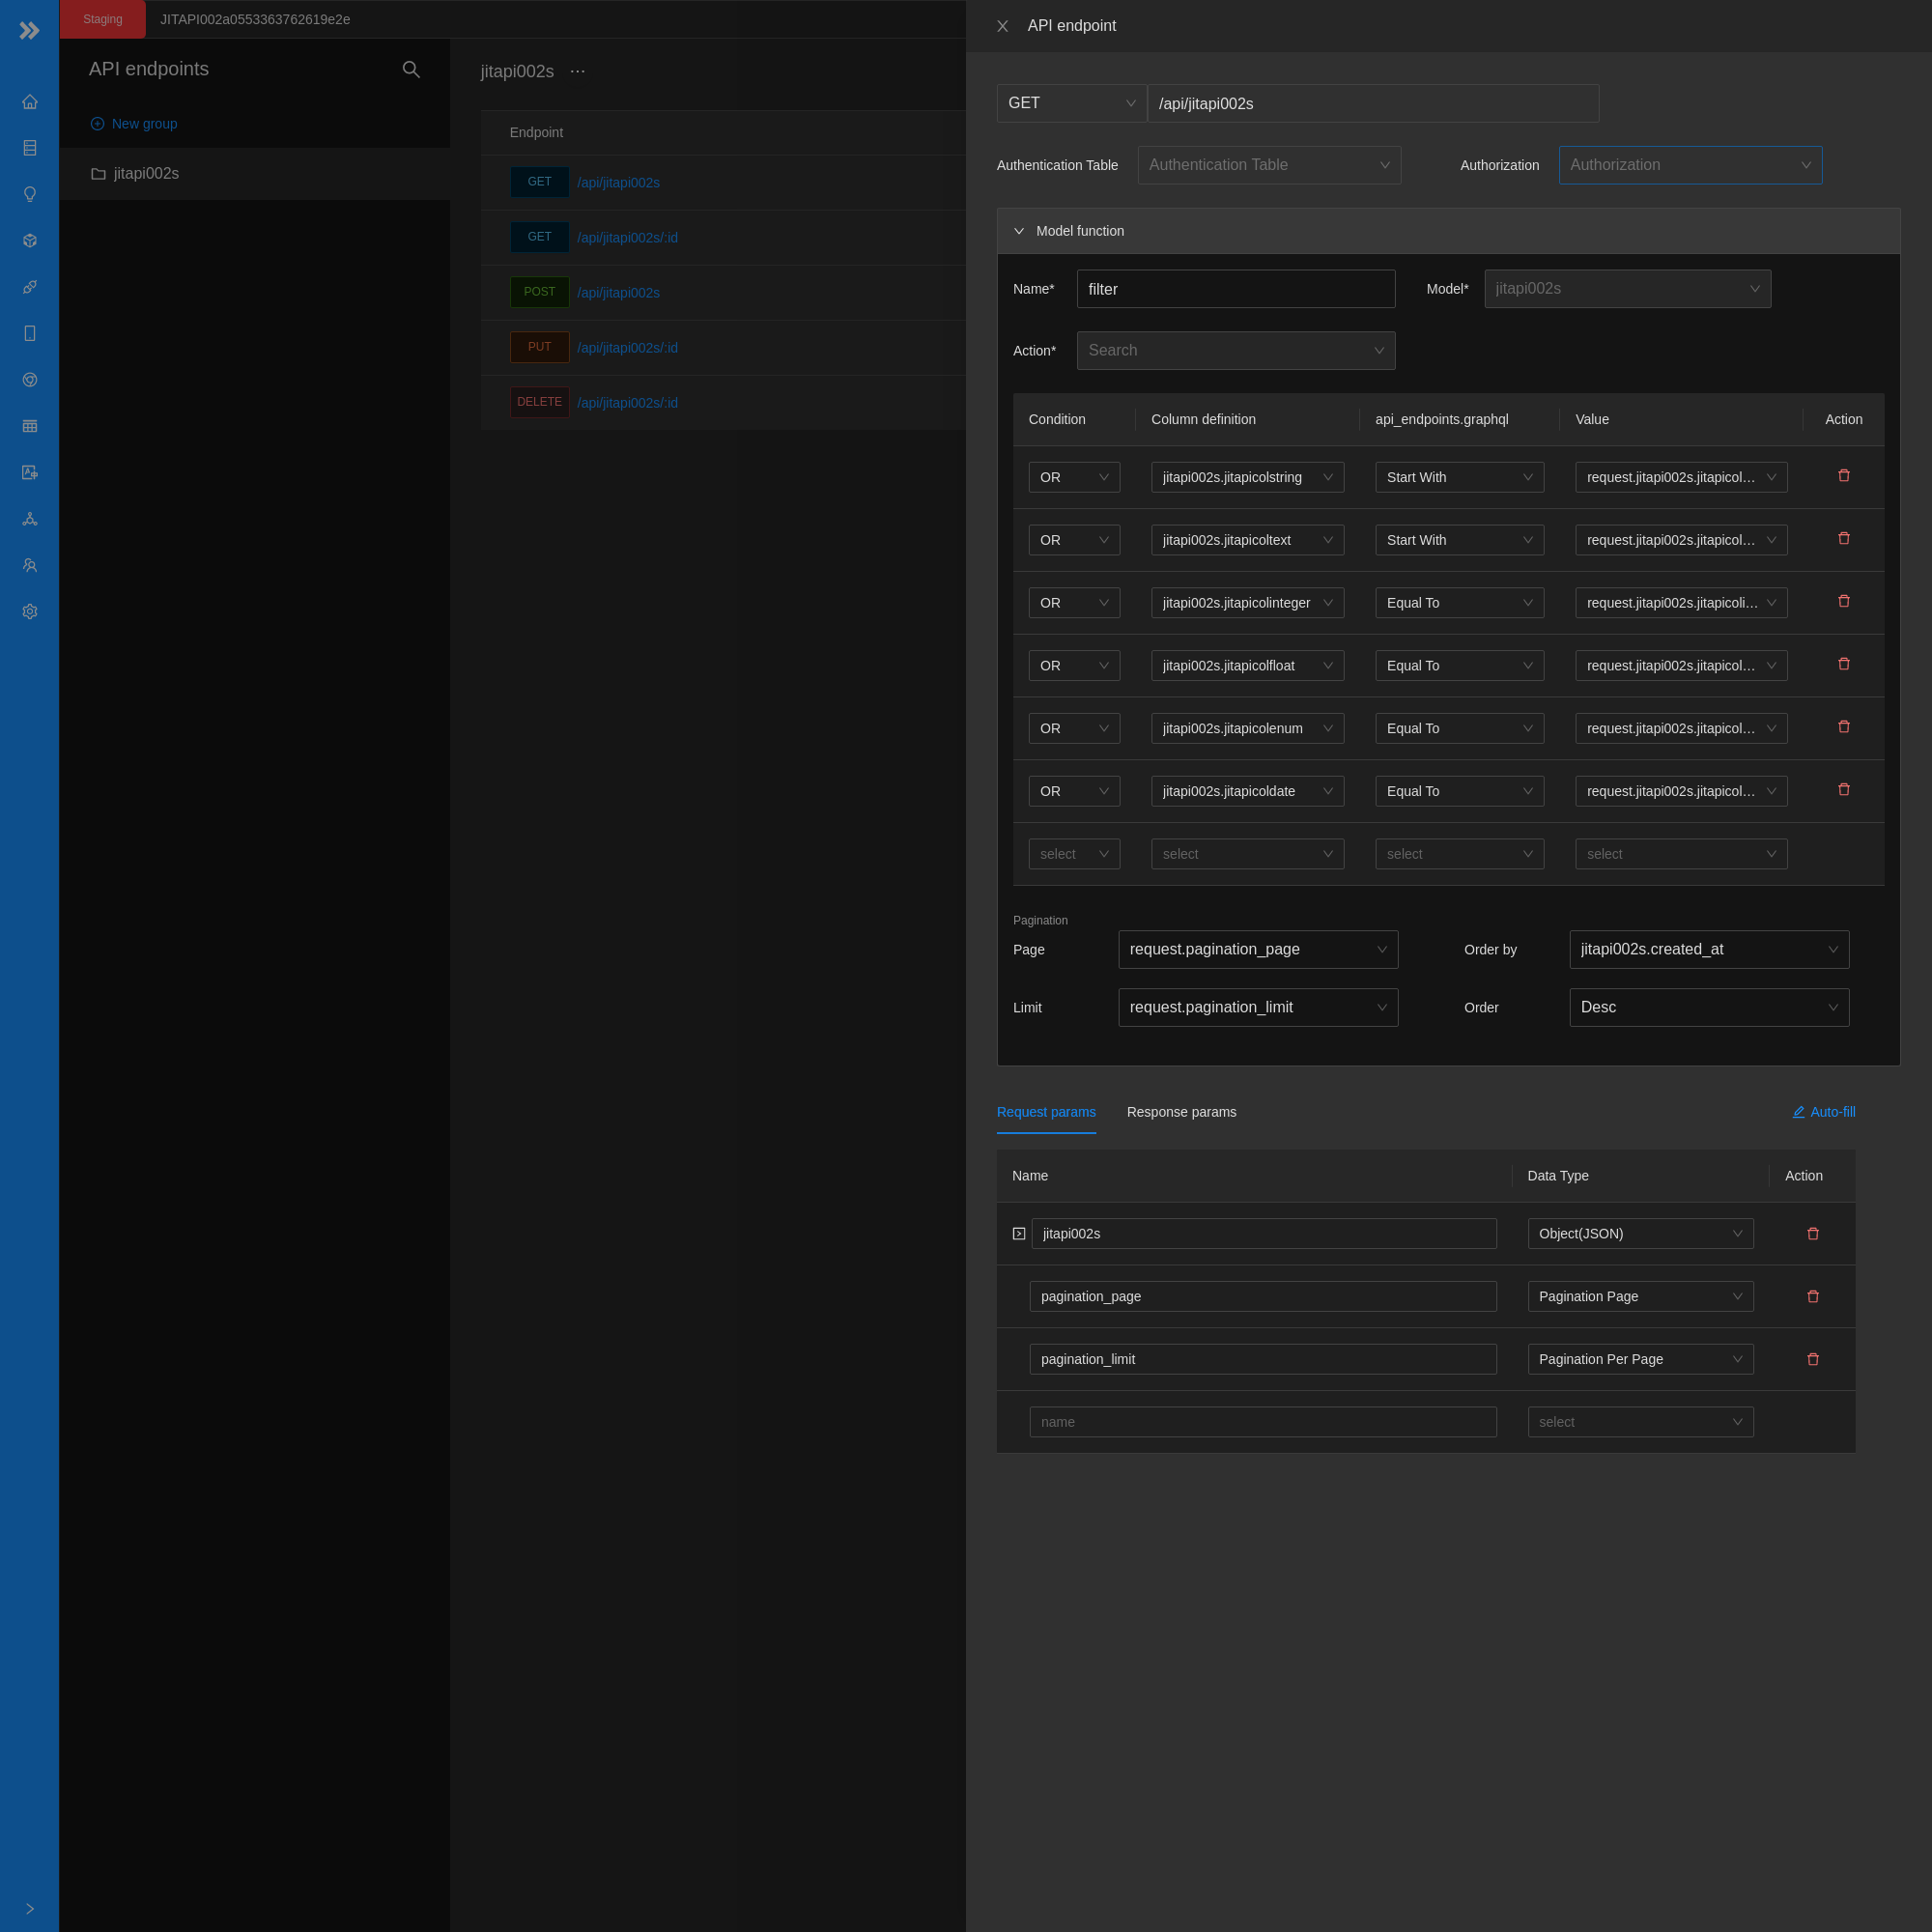 Staging
JITAPI002a0553363762619e2e
API endpoints
New group
jitapi002s
jitapi002s ···
Endpoint
GET /api/jitapi002s
GET /api/jitapi002s/:id
POST /api/jitapi002s
PUT /api/jitapi002s/:id
DELETE /api/jitapi002s/:id
API endpoint
GET /api/jitapi002s
Authentication Table Authentication Table Authorization Authorization
Model function
Name* filter Model* jitapi002s
Action* Search
Condition Column definition api_endpoints.graphql Value Action
OR jitapi002s.jitapicolstring Start With request.jitapi002s.jitapicol…
OR jitapi002s.jitapicoltext Start With request.jitapi002s.jitapicol…
OR jitapi002s.jitapicolinteger Equal To request.jitapi002s.jitapicoli…
OR jitapi002s.jitapicolfloat Equal To request.jitapi002s.jitapicol…
OR jitapi002s.jitapicolenum Equal To request.jitapi002s.jitapicol…
OR jitapi002s.jitapicoldate Equal To request.jitapi002s.jitapicol…
select select select select
Pagination
Page request.pagination_page Order by jitapi002s.created_at
Limit request.pagination_limit Order Desc
Request params Response params Auto-fill
Name Data Type Action
jitapi002s Object(JSON)
pagination_page Pagination Page
pagination_limit Pagination Per Page
name select